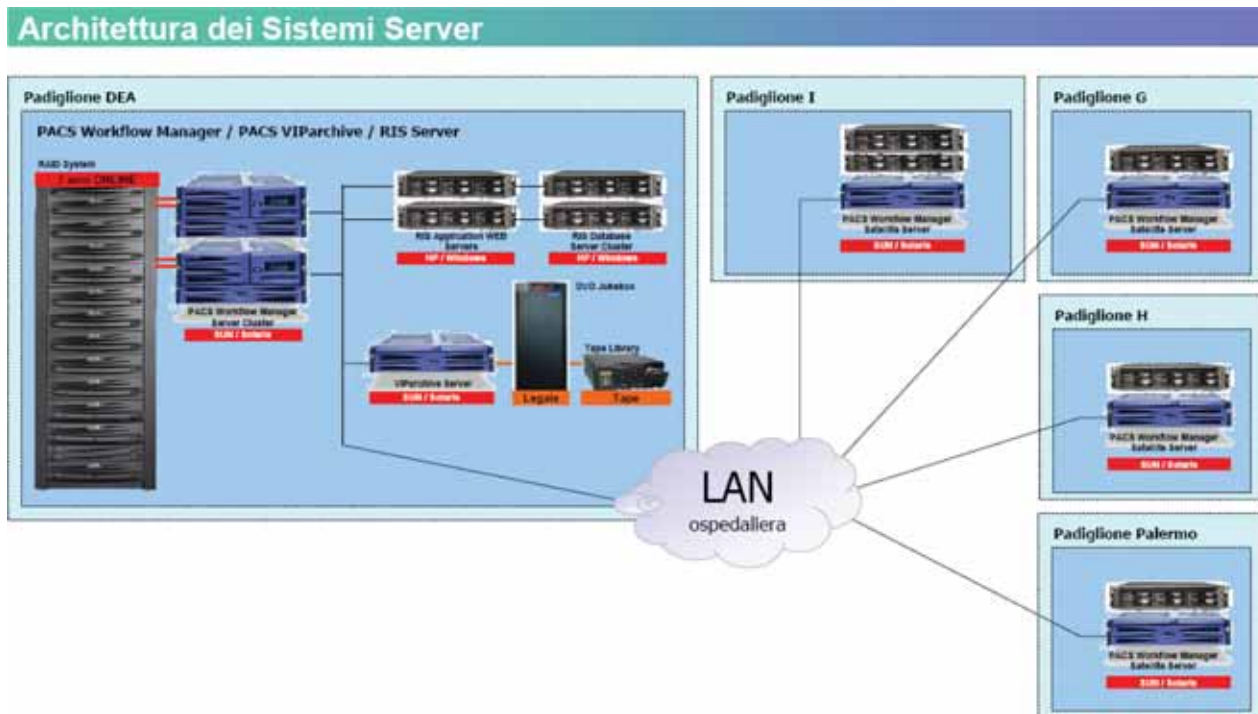 Architettura dei Sistemi Server
Padiglione DEA
PACS Workflow Manager / PACS VIParchive / RIS Server
RAID System
ONLINE
PACS Workflow Manager
Server Cluster
SUN / Solaris
RIS Application WEB
Servers
HP / Windows
RIS Database
Server Cluster
HP / Windows
VIParchive Server
SUN / Solaris
DVD Jukebox
Legale
Tape Library
Tape
LAN
ospedaliera
Padiglione I
PACS Workflow Manager
Satellite Server
SUN / Solaris
Padiglione G
PACS Workflow Manager
Satellite Server
SUN / Solaris
Padiglione H
PACS Workflow Manager
Satellite Server
SUN / Solaris
Padiglione Palermo
PACS Workflow Manager
Satellite Server
SUN / Solaris